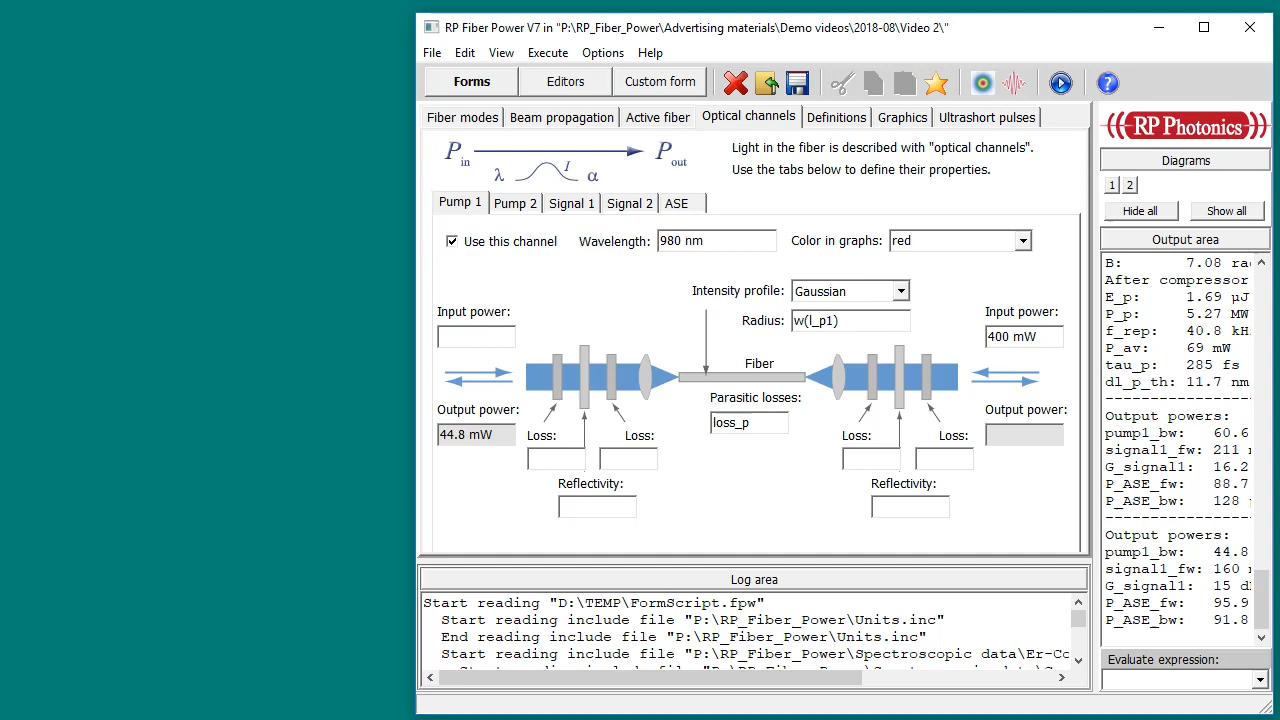 RP Fiber Power V7 in "P:\RP_Fiber_Power\Advertising materials\Demo videos\2018-08\Video 2\"
File Edit View Execute Options Help
Forms Editors Custom form
Fiber modes Beam propagation Active fiber Optical channels Definitions Graphics Ultrashort pulses
P in P out λ I α
Light in the fiber is described with "optical channels".
Use the tabs below to define their properties.
Pump 1 Pump 2 Signal 1 Signal 2 ASE
Use this channel Wavelength: 980 nm Color in graphs: red
Intensity profile: Gaussian
Radius: w(l_p1)
Input power:
Input power:
400 mW
Fiber
Parasitic losses:
loss_p
Output power:
44.8 mW
Output power:
Loss: Loss: Loss: Loss:
Reflectivity: Reflectivity:
Log area
Start reading "D:\TEMP\FormScript.fpw"
Start reading include file "P:\RP_Fiber_Power\Units.inc"
End reading include file "P:\RP_Fiber_Power\Units.inc"
Start reading include file "P:\RP_Fiber_Power\Spectroscopic data\Er-Co
RP Photonics
Diagrams
1 2
Hide all Show all
Output area
B: 7.08 rad
After compressor
E_p: 1.69 µJ
P_p: 5.27 MW
f_rep: 40.8 kH
P_av: 69 mW
tau_p: 285 fs
dl_p_th: 11.7 nm
---------------
Output powers:
pump1_bw: 60.6
signal1_fw: 211
G_signal1: 16.2
P_ASE_fw: 88.7
P_ASE_bw: 128
---------------
Output powers:
pump1_bw: 44.8
signal1_fw: 160
G_signal1: 15 d
P_ASE_fw: 95.9
P_ASE_bw: 91.8
Evaluate expression: